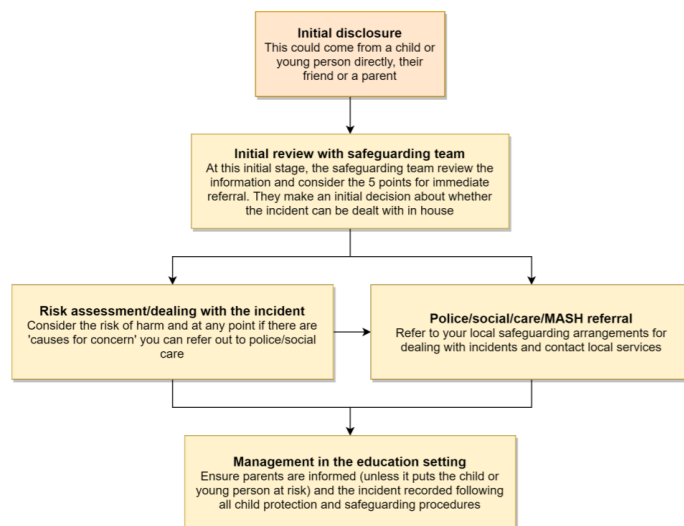 Initial disclosure
This could come from a child or
young person directly, their
friend or a parent
Initial review with safeguarding team
At this initial stage, the safeguarding team review the
information and consider the 5 points for immediate
referral. They make an initial decision about whether
the incident can be dealt with in house
Risk assessment/dealing with the incident
Consider the risk of harm and at any point if there are
'causes for concern' you can refer out to police/social
care
Police/social/care/MASH referral
Refer to your local safeguarding arrangements for
dealing with incidents and contact local services
Management in the education setting
Ensure parents are informed (unless it puts the child or
young person at risk) and the incident recorded following
all child protection and safeguarding procedures